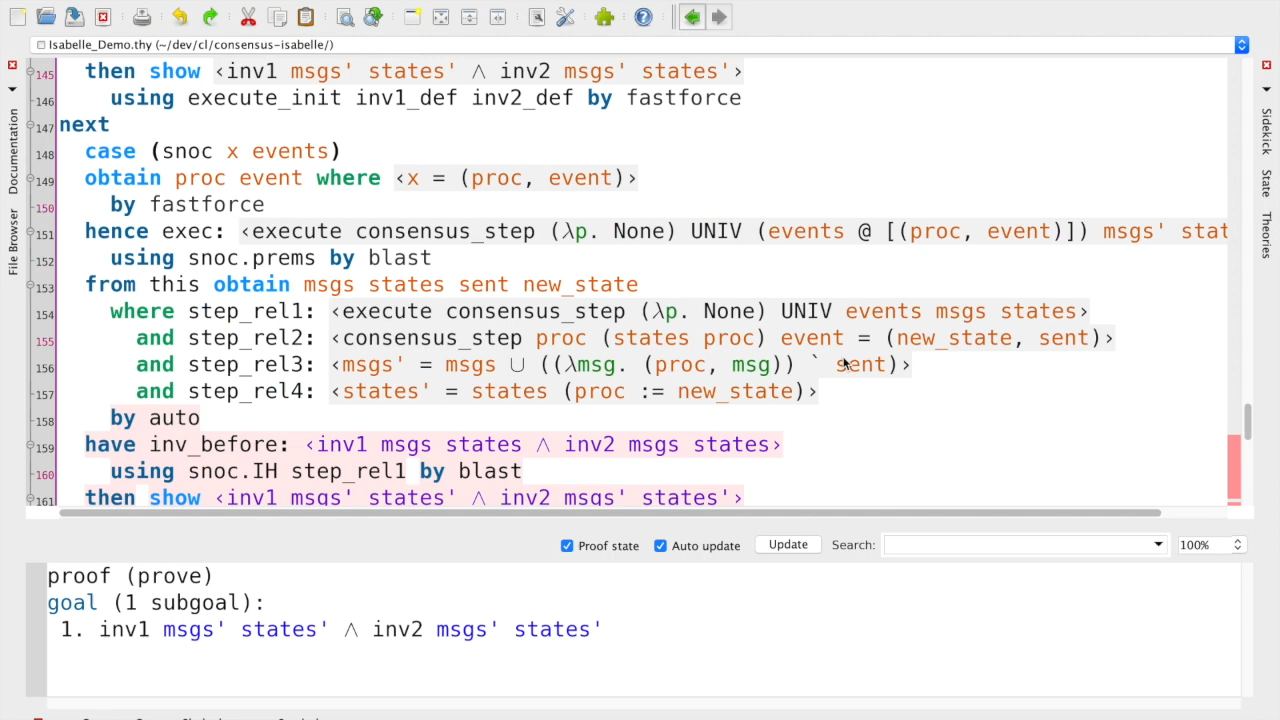 Isabelle_Demo.thy (~/dev/cl/consensus-isabelle/)
145 then show ‹inv1 msgs' states' ∧ inv2 msgs' states'›
146 using execute_init inv1_def inv2_def by fastforce
147 next
148 case (snoc x events)
149 obtain proc event where ‹x = (proc, event)›
150 by fastforce
151 hence exec: ‹execute consensus_step (λp. None) UNIV (events @ [(proc, event)]) msgs' stat
152 using snoc.prems by blast
153 from this obtain msgs states sent new_state
154 where step_rel1: ‹execute consensus_step (λp. None) UNIV events msgs states›
155 and step_rel2: ‹consensus_step proc (states proc) event = (new_state, sent)›
156 and step_rel3: ‹msgs' = msgs ∪ ((λmsg. (proc, msg)) ` sent)›
157 and step_rel4: ‹states' = states (proc := new_state)›
158 by auto
159 have inv_before: ‹inv1 msgs states ∧ inv2 msgs states›
160 using snoc.IH step_rel1 by blast
161 then show ‹inv1 msgs' states' ∧ inv2 msgs' states'›
Documentation
File Browser
Sidekick
State
Theories
Proof state Auto update Update Search: 100%
proof (prove)
goal (1 subgoal):
1. inv1 msgs' states' ∧ inv2 msgs' states'